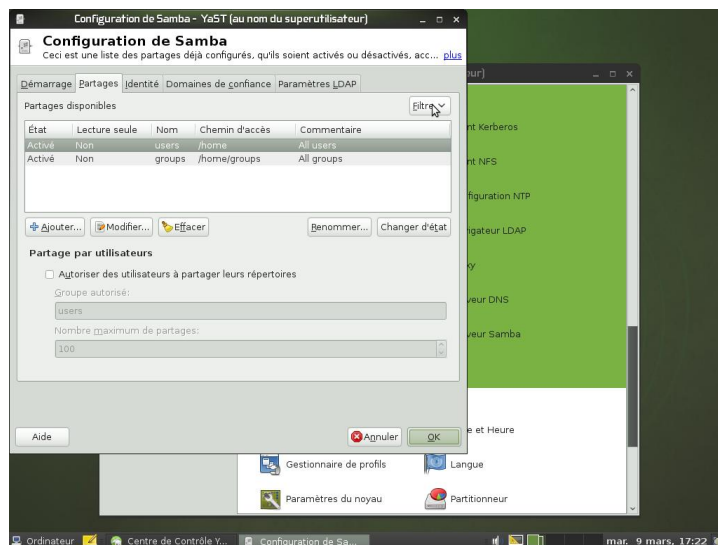 Configuration de Samba - YaST (au nom du superutilisateur)
Configuration de Samba
Ceci est une liste des partages déjà configurés, qu'ils soient activés ou désactivés, acc... plus
Démarrage Partages Identité Domaines de confiance Paramètres LDAP
Partages disponibles
Filtre
État Lecture seule Nom Chemin d'accès Commentaire
Activé Non users /home All users
Activé Non groups /home/groups All groups
Ajouter... Modifier... Effacer Renommer... Changer d'état
Partage par utilisateurs
Autoriser des utilisateurs à partager leurs répertoires
Groupe autorisé:
users
Nombre maximum de partages:
100
Aide Annuler OK
nt Kerberos
nt NFS
figuration NTP
igateur LDAP
xy
veur DNS
veur Samba
e et Heure
Gestionnaire de profils Langue
Paramètres du noyau Partitionneur
Ordinateur Centre de Contrôle Y... Configuration de Sa... mar. 9 mars, 17:22